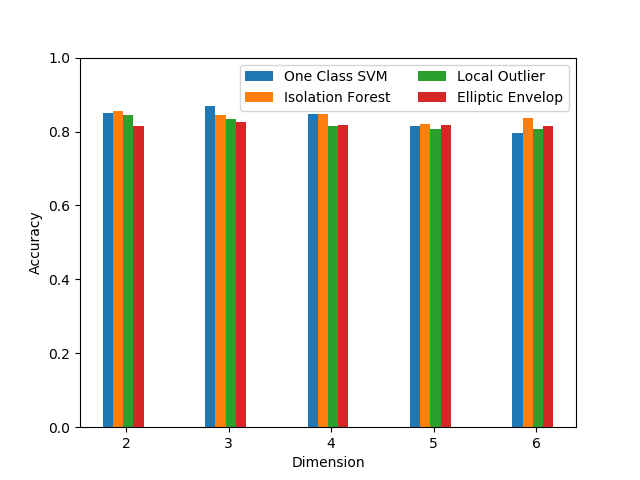 1.0
0.8
0.6
0.4
0.2
0.0
Accuracy
One Class SVM
Isolation Forest
Local Outlier
Elliptic Envelop
2 3 4 5 6
Dimension